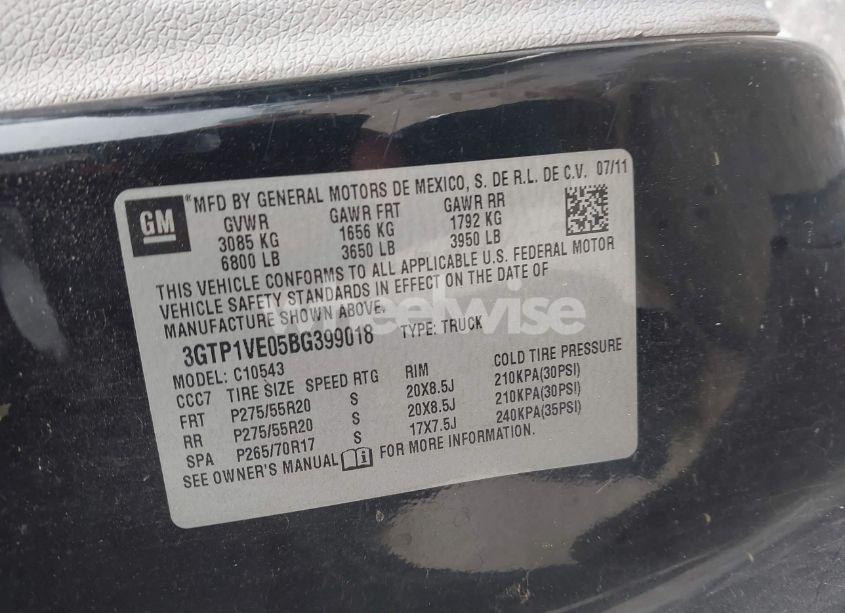 GM
*MFD BY GENERAL MOTORS DE MEXICO, S. DE R.L. DE C.V. 07/11
GVWR GAWR FRT GAWR RR
3085 KG 1656 KG 1792 KG
6800 LB 3650 LB 3950 LB
THIS VEHICLE CONFORMS TO ALL APPLICABLE U.S. FEDERAL MOTOR
VEHICLE SAFETY STANDARDS IN EFFECT ON THE DATE OF
MANUFACTURE SHOWN ABOVE.
wheelwise
3GTP1VE05BG399018 TYPE: TRUCK
MODEL: C10543
CCC7 TIRE SIZE SPEED RTG RIM COLD TIRE PRESSURE
FRT P275/55R20 S 20X8.5J 210KPA(30PSI)
RR P275/55R20 S 20X8.5J 210KPA(30PSI)
SPA P265/70R17 S 17X7.5J 240KPA(35PSI)
SEE OWNER'S MANUAL FOR MORE INFORMATION.